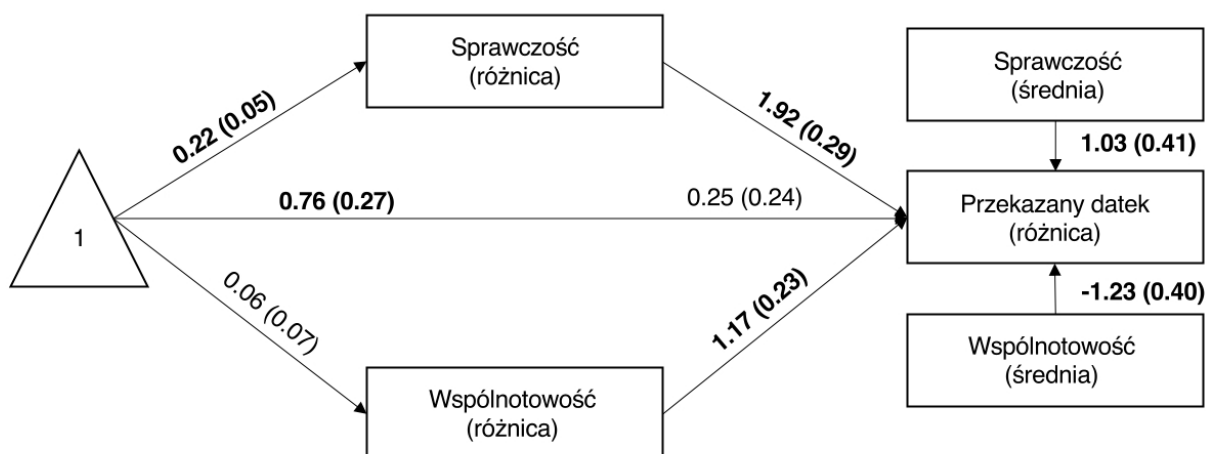 Sprawczość
(różnica)
Sprawczość
(średnia)
0.22 (0.05)
1.92 (0.29)
1.03 (0.41)
1
0.76 (0.27)
0.25 (0.24)
Przekazany datek
(różnica)
0.06 (0.07)
1.17 (0.23)
-1.23 (0.40)
Wspólnotowość
(różnica)
Wspólnotowość
(średnia)